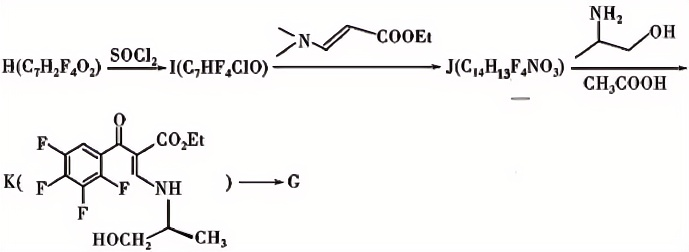 H(C₇H₂F₄O₂) SOCl₂ I(C₇HF₄ClO) N COOEt J(C₁₄H₁₃F₄NO₃) NH₂ OH CH₃COOH
K( F F F F O CO₂Et NH HOCH₂ CH₃ ) G